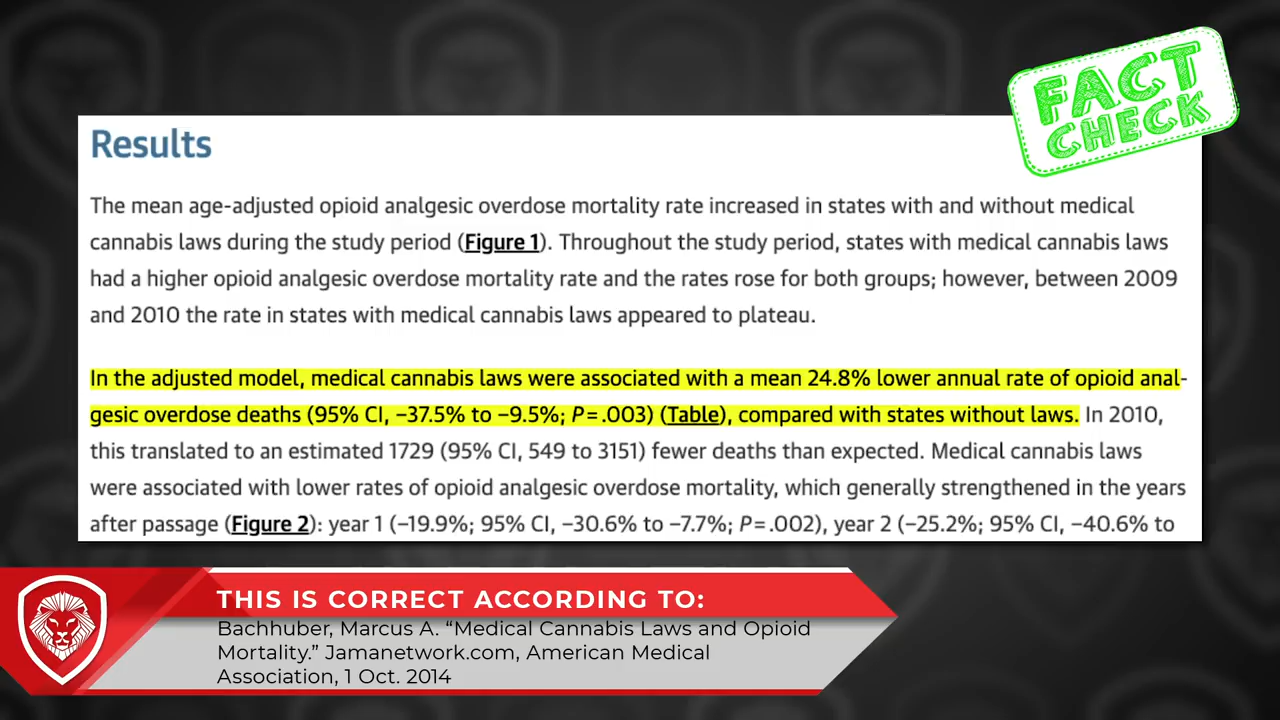 FACT
CHECK
Results
The mean age-adjusted opioid analgesic overdose mortality rate increased in states with and without medical
cannabis laws during the study period (Figure 1). Throughout the study period, states with medical cannabis laws
had a higher opioid analgesic overdose mortality rate and the rates rose for both groups; however, between 2009
and 2010 the rate in states with medical cannabis laws appeared to plateau.
In the adjusted model, medical cannabis laws were associated with a mean 24.8% lower annual rate of opioid anal-
gesic overdose deaths (95% CI, −37.5% to −9.5%; P = .003) (Table), compared with states without laws. In 2010,
this translated to an estimated 1729 (95% CI, 549 to 3151) fewer deaths than expected. Medical cannabis laws
were associated with lower rates of opioid analgesic overdose mortality, which generally strengthened in the years
after passage (Figure 2): year 1 (−19.9%; 95% CI, −30.6% to −7.7%; P = .002), year 2 (−25.2%; 95% CI, −40.6% to
THIS IS CORRECT ACCORDING TO:
Bachhuber, Marcus A. “Medical Cannabis Laws and Opioid
Mortality.” Jamanetwork.com, American Medical
Association, 1 Oct. 2014